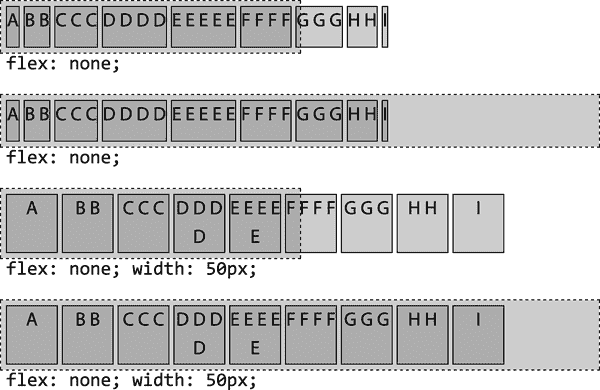 A BB CCC DDDD EEEEE FFFF GGG HH I
flex: none;
A BB CCC DDDD EEEEE FFFF GGG HH I
flex: none;
A BB CCC DDD EEEE FFFF GGG HH I
D E
flex: none; width: 50px;
A BB CCC DDD EEEE FFFF GGG HH I
D E
flex: none; width: 50px;